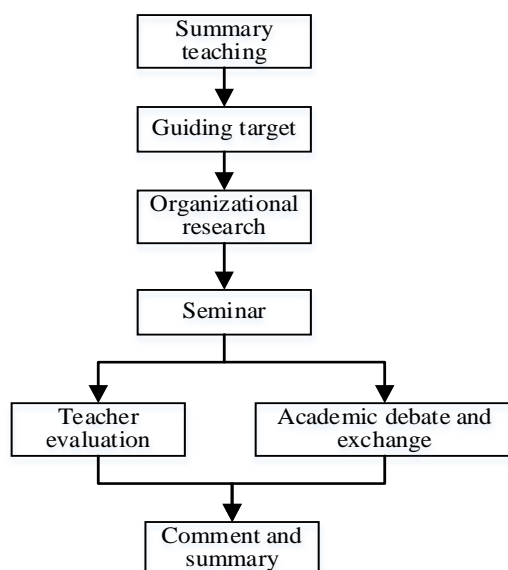 Summary
teaching
Guiding target
Organizational
research
Seminar
Teacher
evaluation
Academic debate and
exchange
Comment and
summary